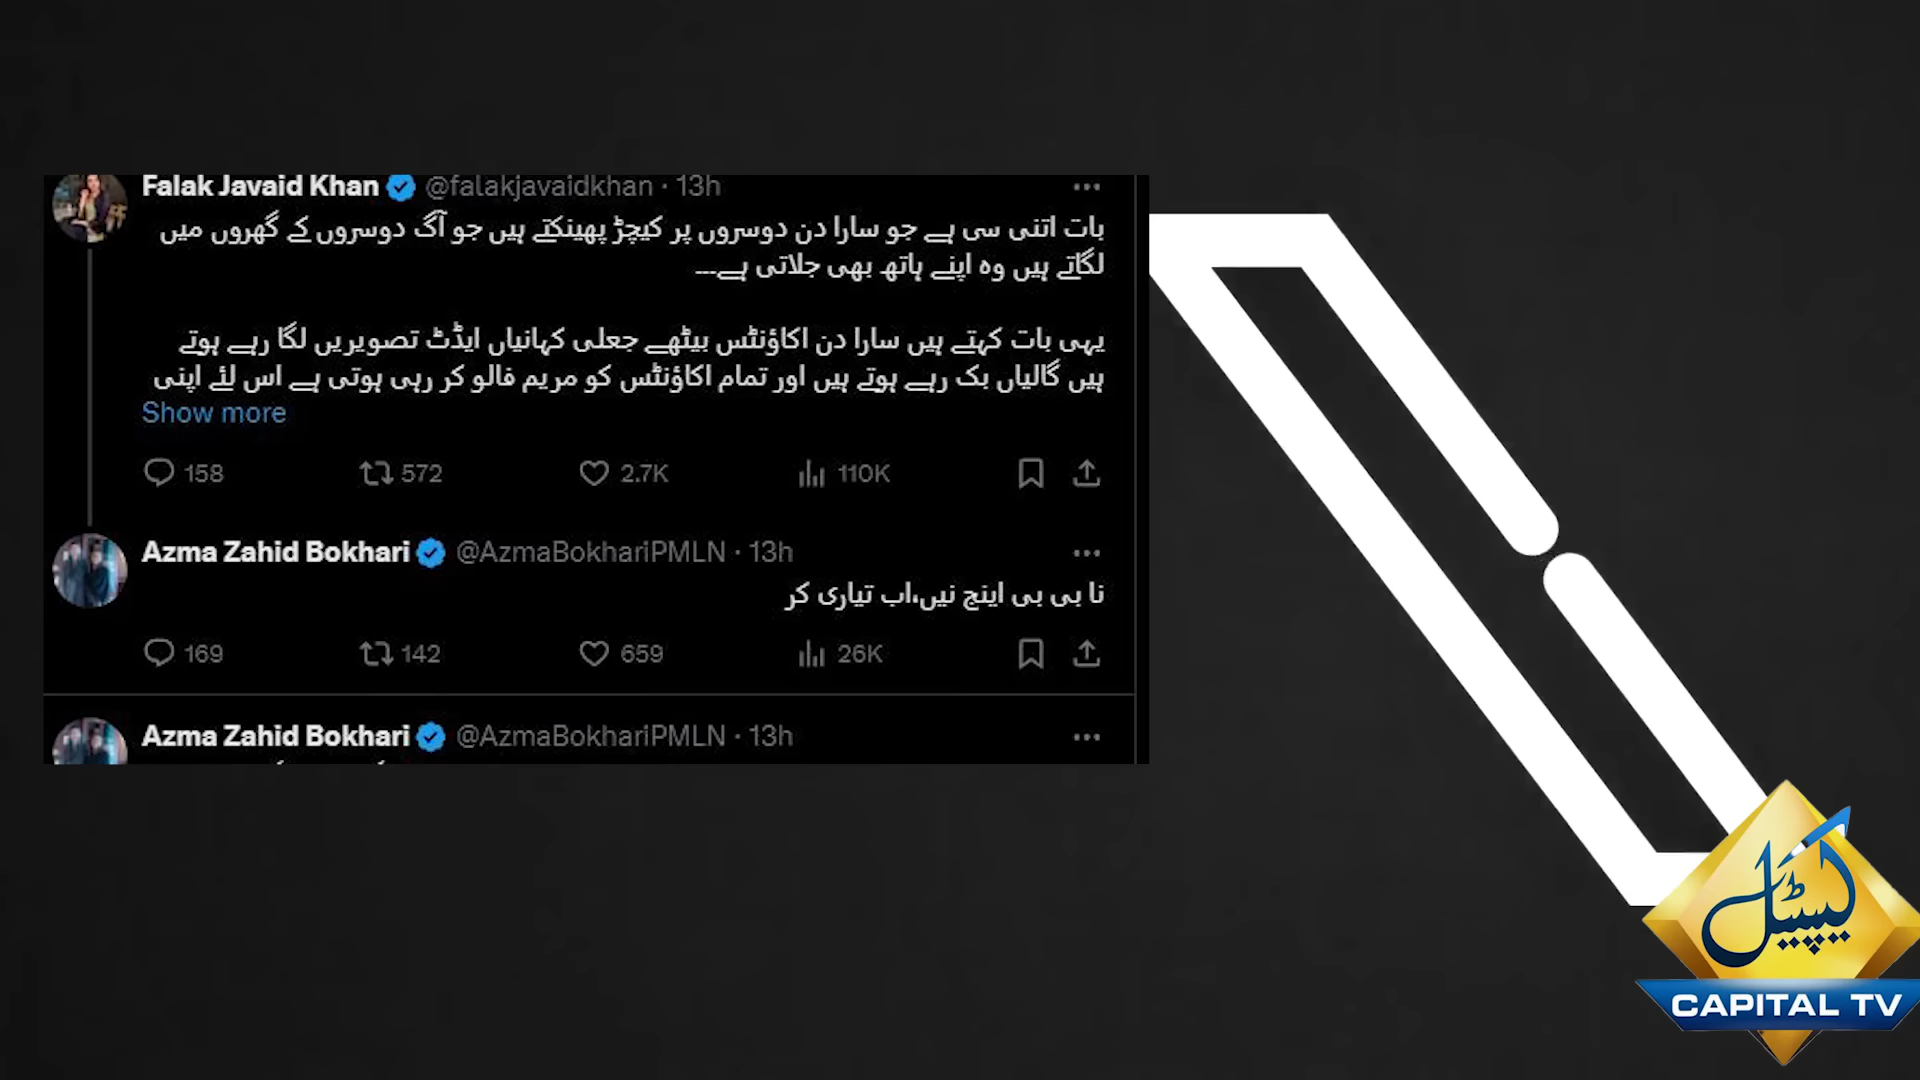 Falak Javaid Khan @falakjavaidkhan · 13h
بات اتنی سی ہے جو سارا دن دوسروں پر کیچڑ پھینکتے ہیں جو آگ دوسروں کے گھروں میں
لگاتے ہیں وہ اپنے ہاتھ بھی جلاتی ہے---
یہی بات کہتے ہیں سارا دن اکاؤنٹس بیٹھے جعلی کہانیاں ایڈٹ تصویریں لگا رہے ہوتے
ہیں گالیاں بک رہے ہوتے ہیں اور تمام اکاؤنٹس کو مریم فالو کر رہی ہوتی ہے اس لئے اپنی
Show more
158 572 2.7K 110K
Azma Zahid Bokhari @AzmaBokhariPMLN · 13h
نا بی بی اینج نیں،اب تیاری کر
169 142 659 26K
Azma Zahid Bokhari @AzmaBokhariPMLN · 13h
کیپیٹل
CAPITAL TV